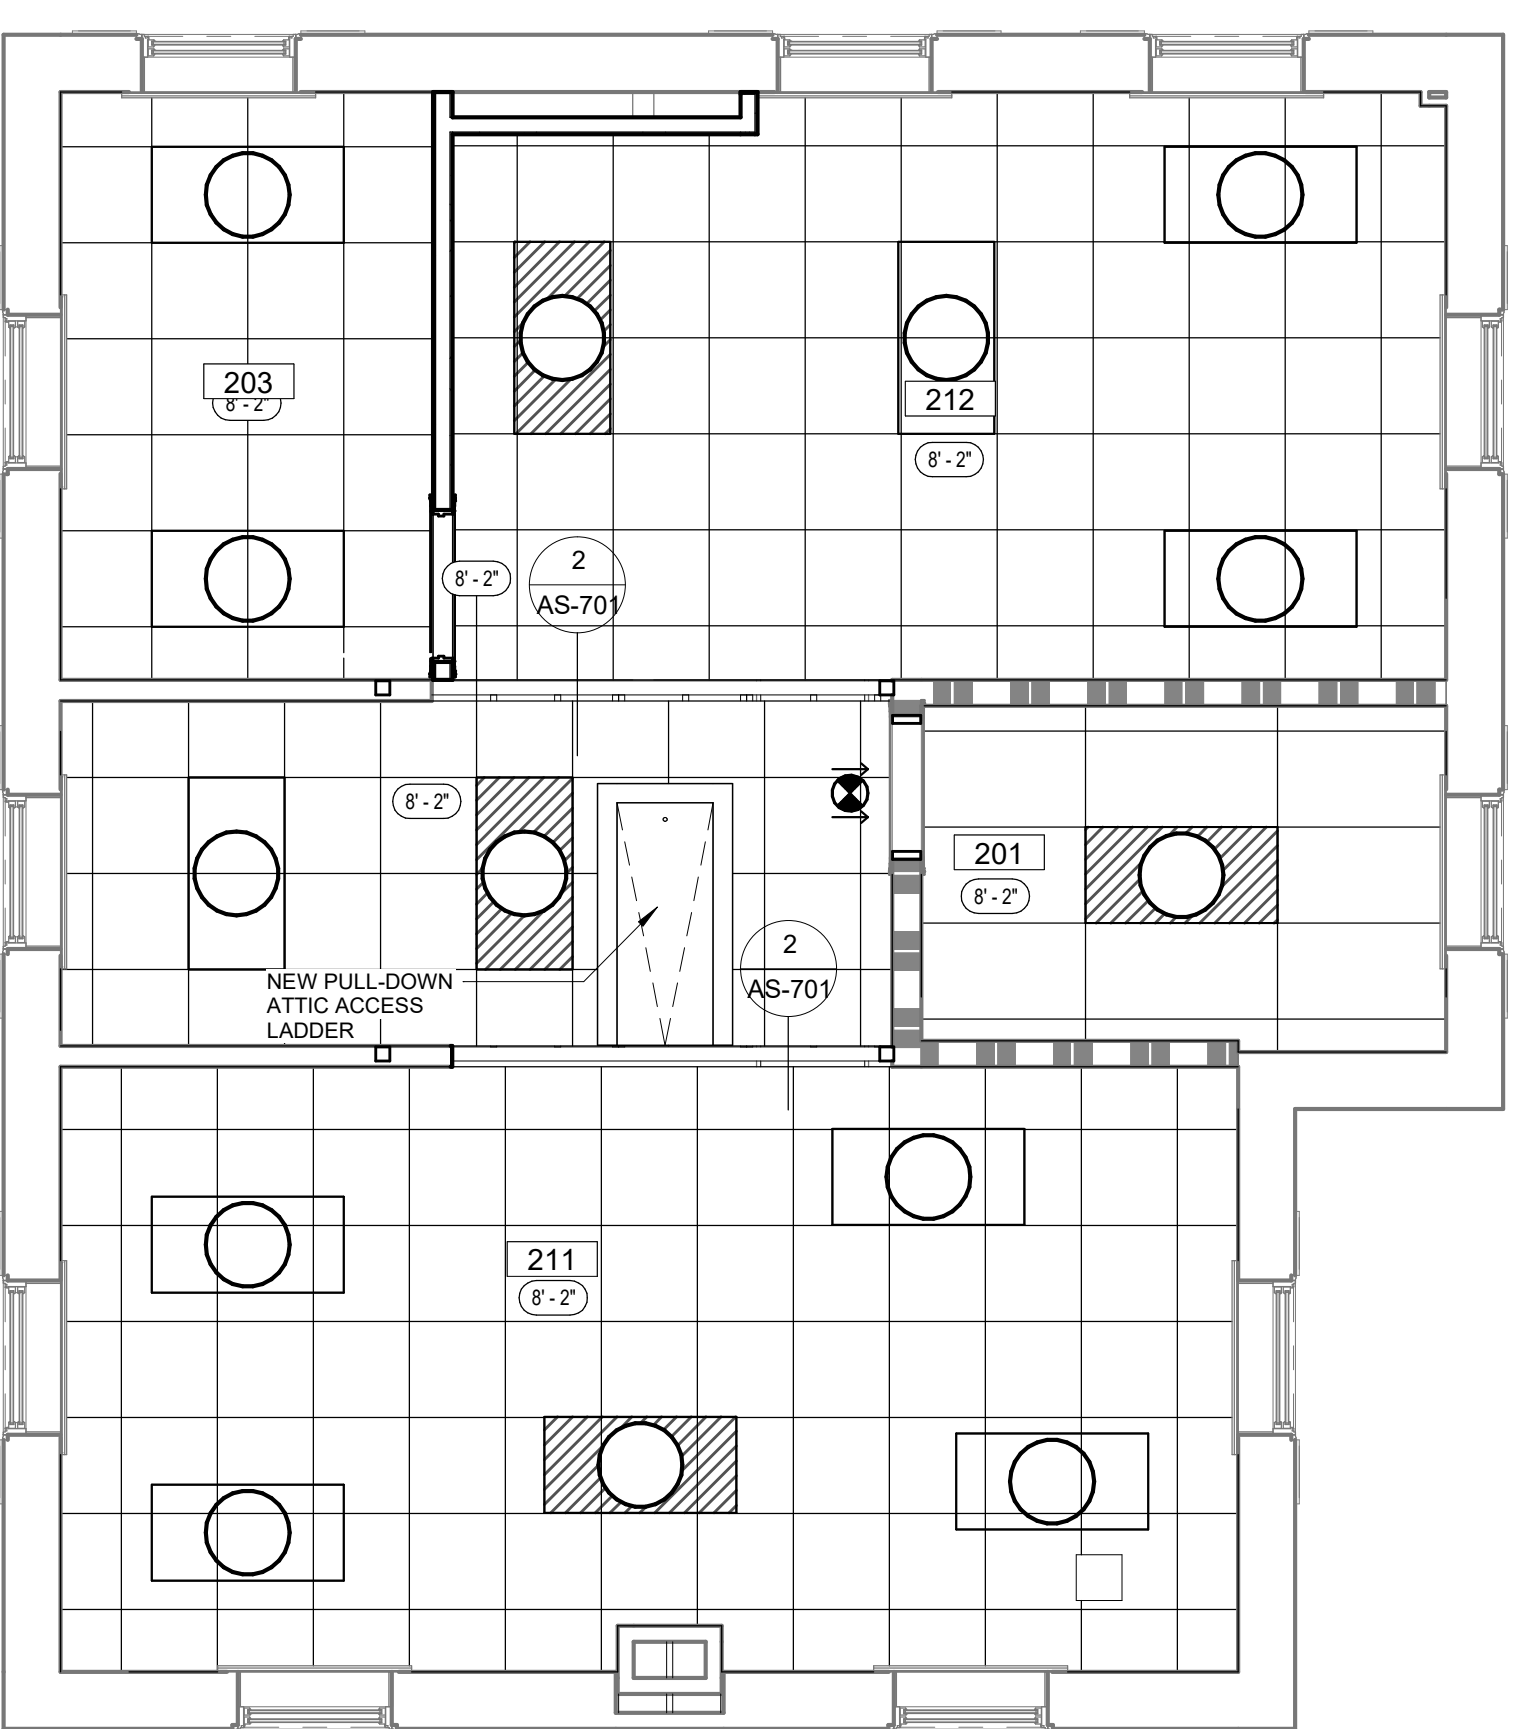 203
8' - 2"
212
8' - 2"
8' - 2"
2
AS-701
8' - 2"
201
8' - 2"
2
AS-701
NEW PULL-DOWN
ATTIC ACCESS
LADDER
211
8' - 2"